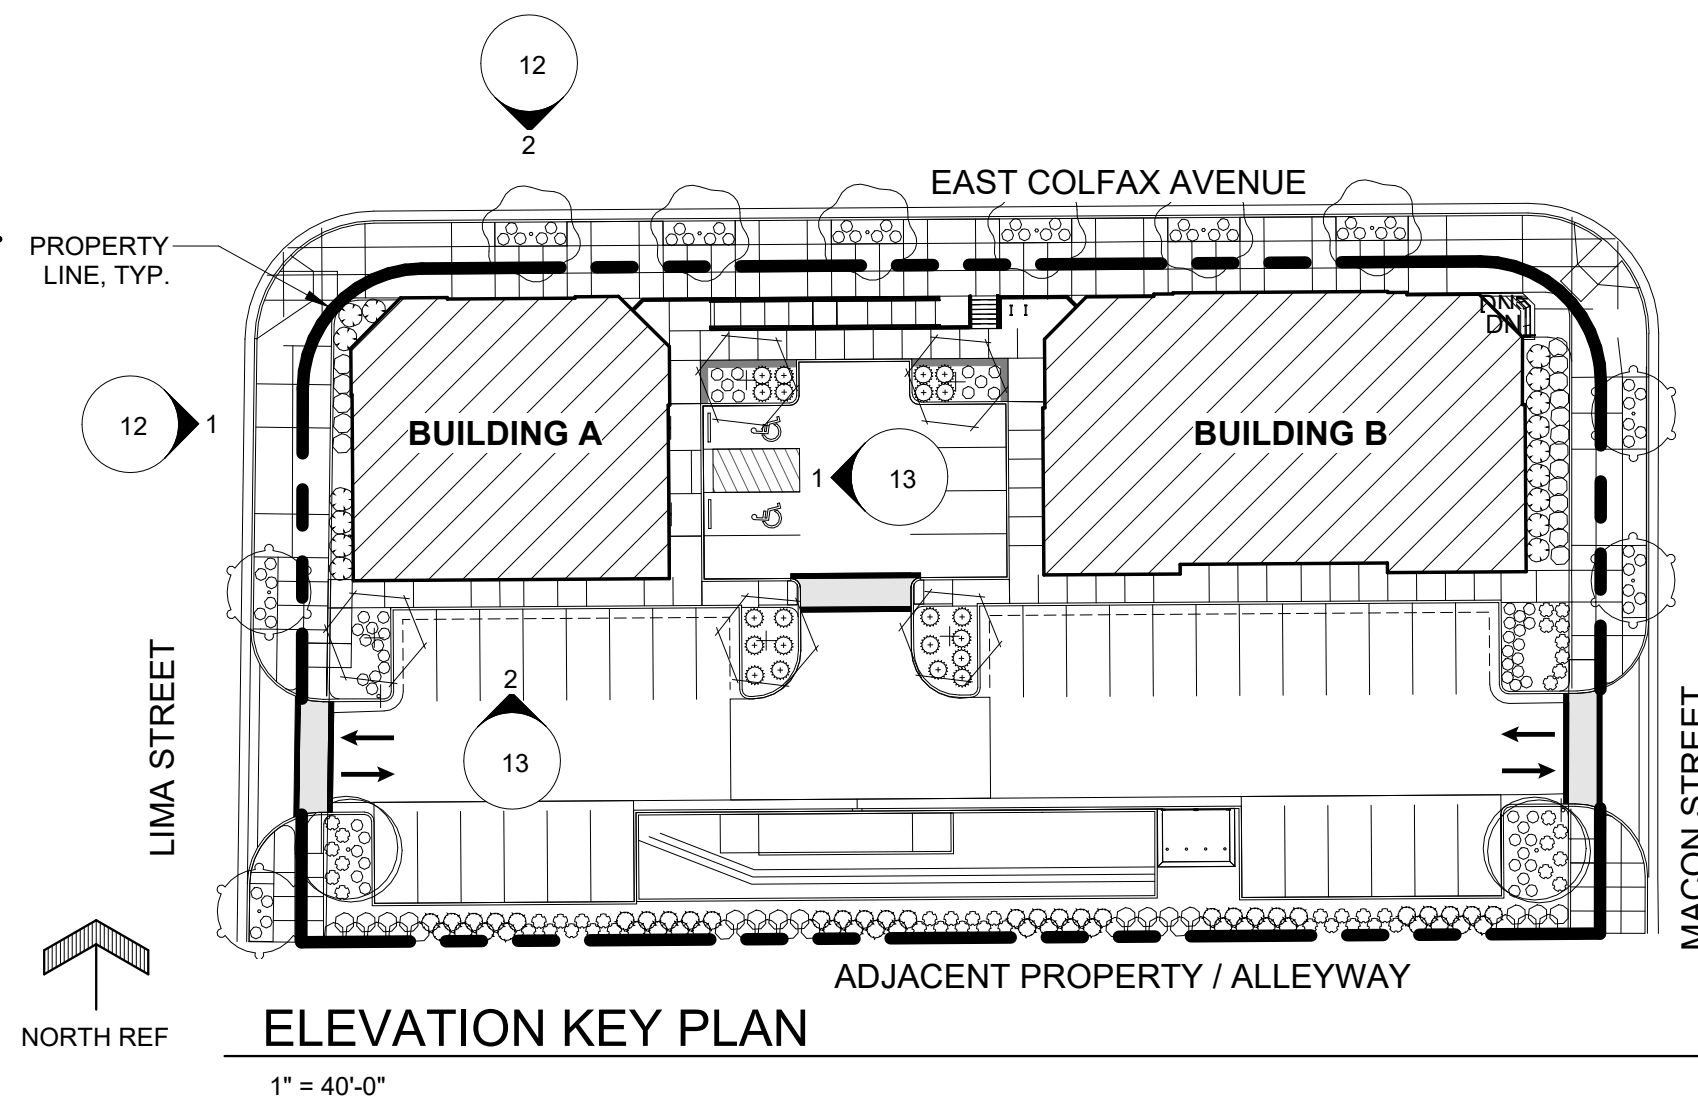 12
2
EAST COLFAX AVENUE
PROPERTY
LINE, TYP.
DN
DN
12
1
BUILDING A
BUILDING B
1
13
2
13
LIMA STREET
MACON STREET
ADJACENT PROPERTY / ALLEYWAY
NORTH REF
ELEVATION KEY PLAN
1" = 40'-0"